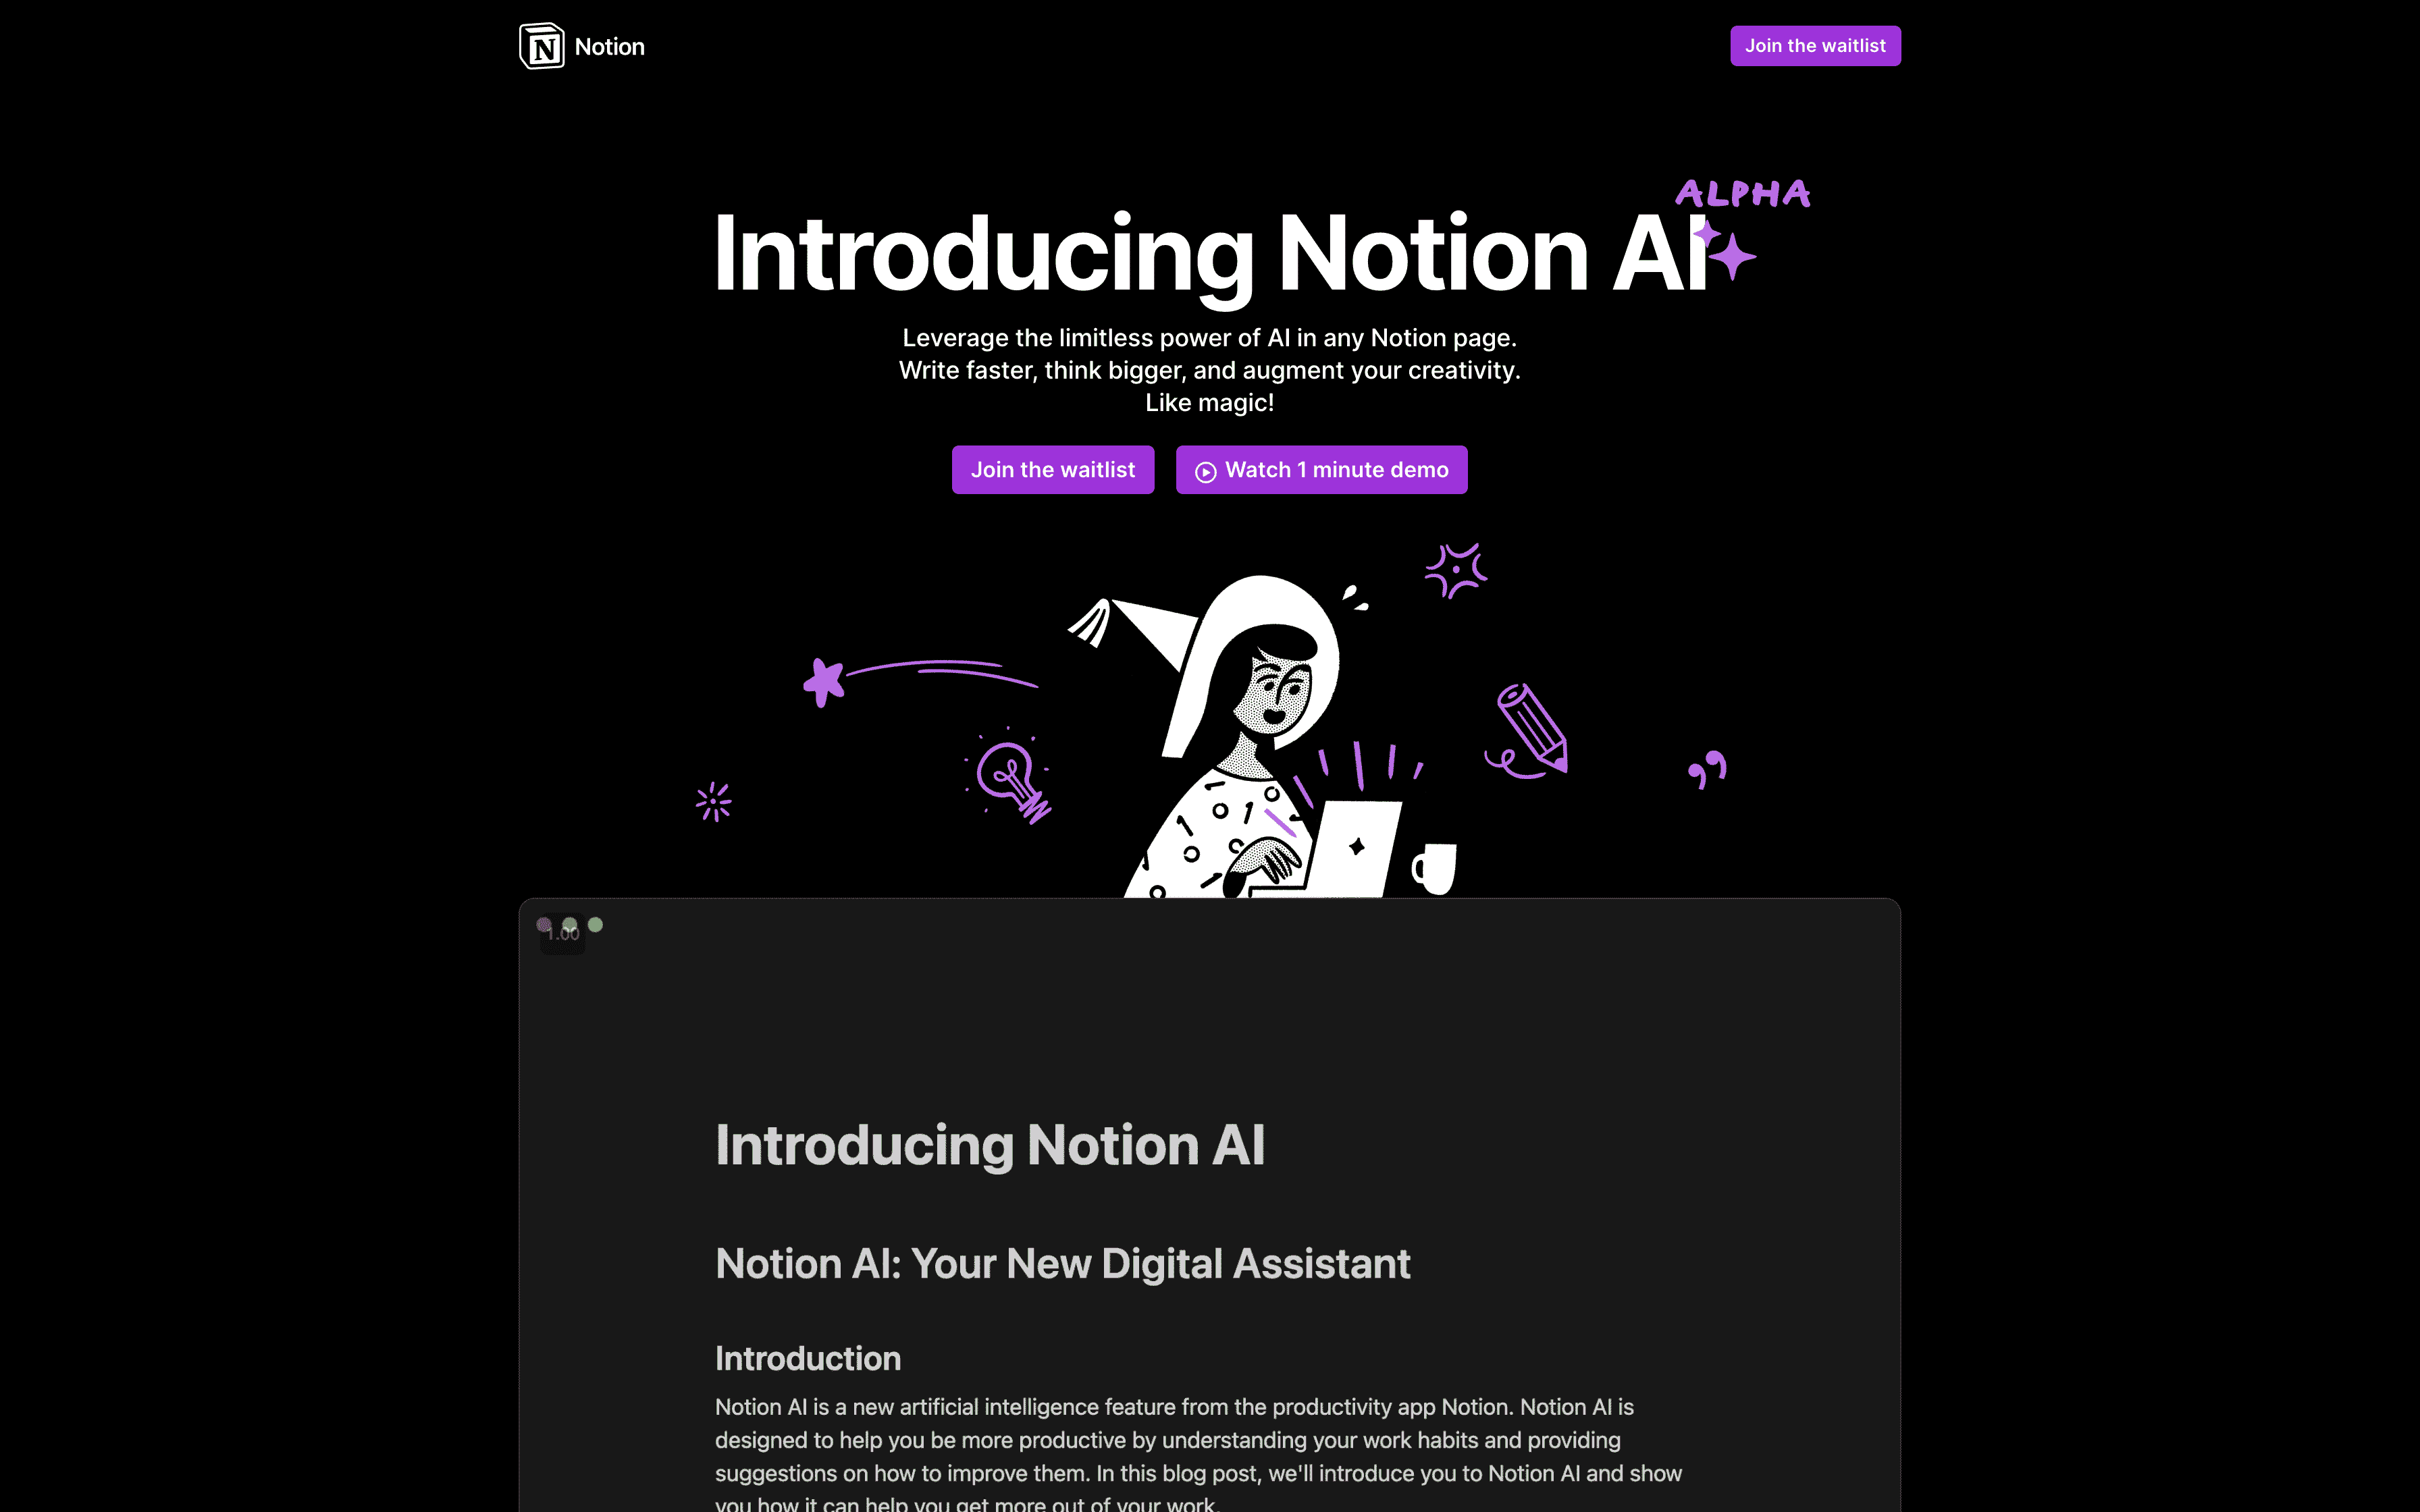 Notion
Join the waitlist
ALPHA
Introducing Notion AI
Leverage the limitless power of AI in any Notion page.
Write faster, think bigger, and augment your creativity.
Like magic!
Join the waitlist
Watch 1 minute demo
1.00
Introducing Notion AI
Notion AI: Your New Digital Assistant
Introduction
Notion AI is a new artificial intelligence feature from the productivity app Notion. Notion AI is
designed to help you be more productive by understanding your work habits and providing
suggestions on how to improve them. In this blog post, we'll introduce you to Notion AI and show
you how it can help you get more out of your work.